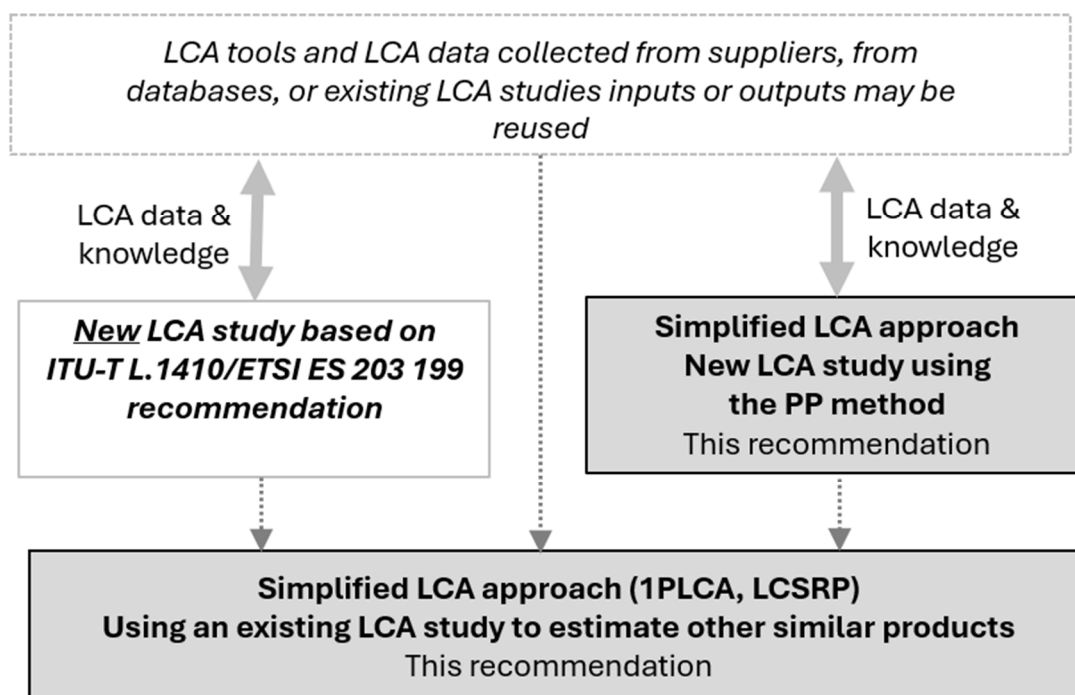 LCA tools and LCA data collected from suppliers, from
databases, or existing LCA studies inputs or outputs may be
reused
LCA data &
knowledge
LCA data &
knowledge
New LCA study based on
ITU-T L.1410/ETSI ES 203 199
recommendation
Simplified LCA approach
New LCA study using
the PP method
This recommendation
Simplified LCA approach (1PLCA, LCSRP)
Using an existing LCA study to estimate other similar products
This recommendation